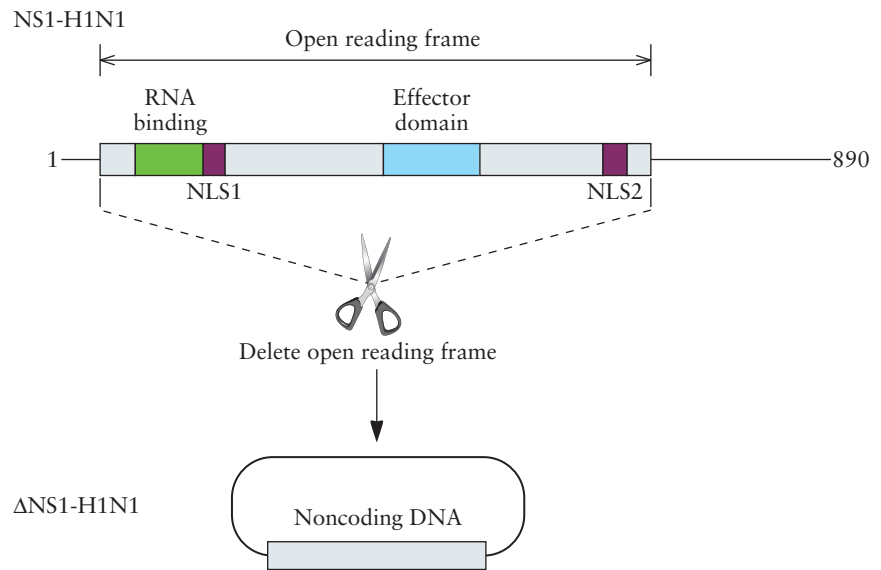 NS1-H1N1
Open reading frame
RNA
binding
Effector
domain
1
890
NLS1
NLS2
Delete open reading frame
ΔNS1-H1N1
Noncoding DNA